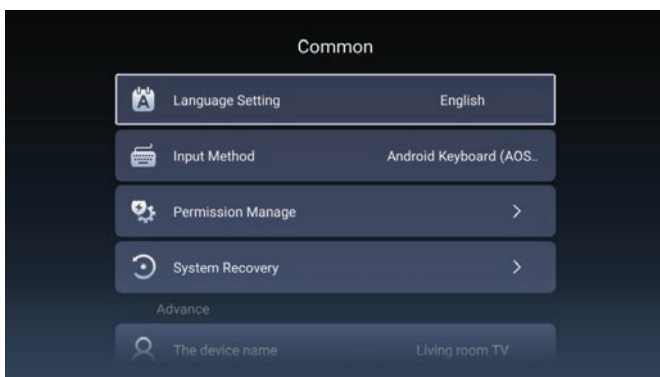 Common
Language Setting English
Input Method Android Keyboard (AOS..
Permission Manage
System Recovery
Advance
The device name Living room TV